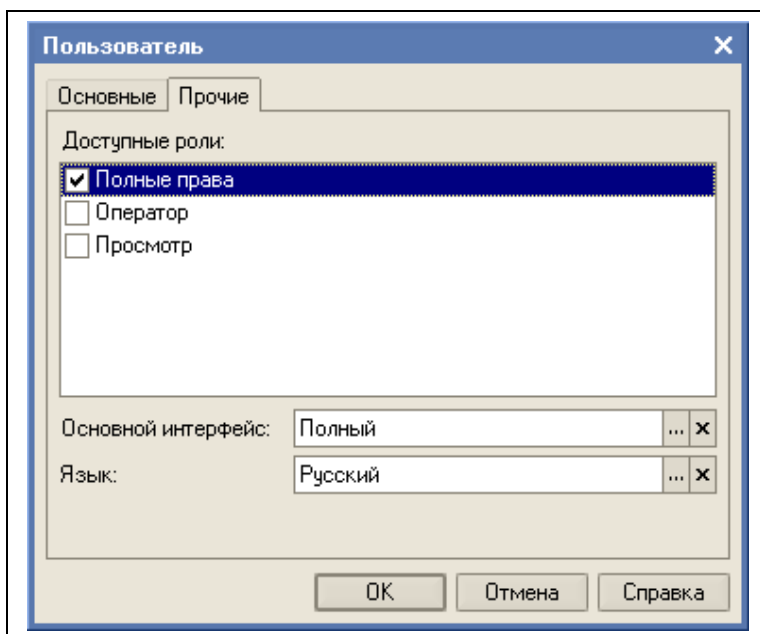 Пользователь
Основные Прочие
Доступные роли:
Полные права
Оператор
Просмотр
Основной интерфейс: Полный ...
Язык: Русский ...
OK Отмена Справка